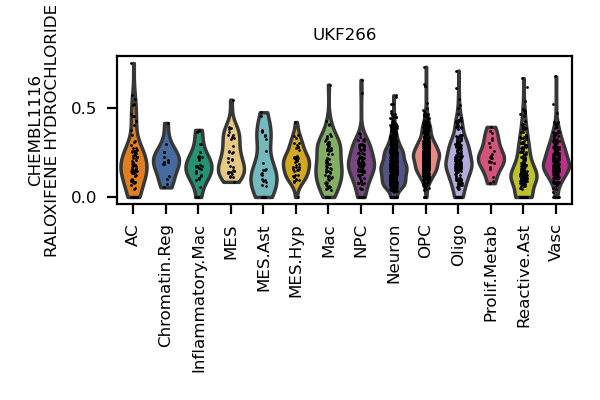 UKF266
CHEMBL1116
RALOXIFENE HYDROCHLORIDE
0.5
0.0
AC
Chromatin.Reg
Inflammatory.Mac
MES
MES.Ast
MES.Hyp
Mac
NPC
Neuron
OPC
Oligo
Prolif.Metab
Reactive.Ast
Vasc